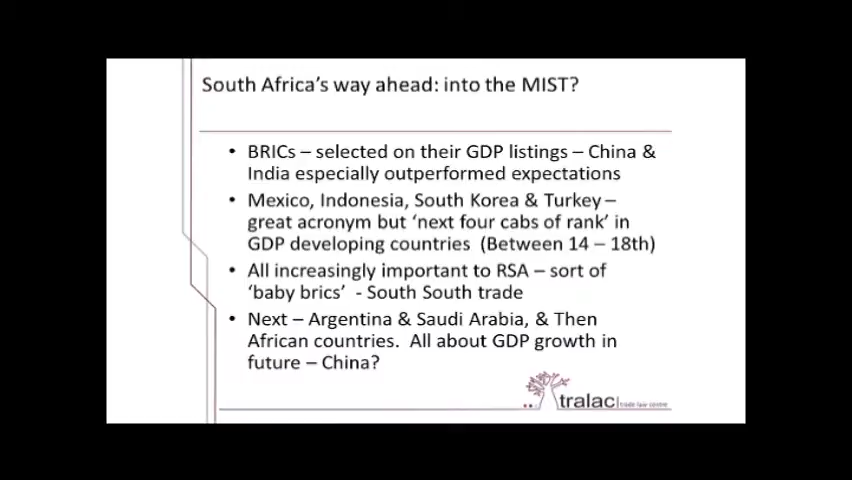 South Africa's way ahead: into the MIST?
• BRICs – selected on their GDP listings – China &
India especially outperformed expectations
• Mexico, Indonesia, South Korea & Turkey –
great acronym but 'next four cabs of rank' in
GDP developing countries (Between 14 – 18th)
• All increasingly important to RSA – sort of
'baby brics' - South South trade
• Next – Argentina & Saudi Arabia, & Then
African countries. All about GDP growth in
future – China?
tralac trade law centre